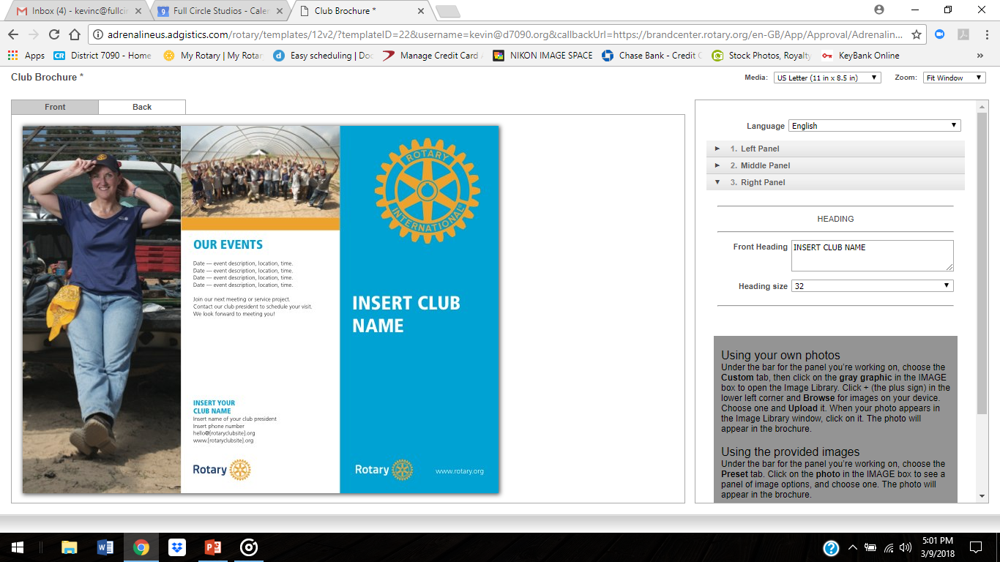 Inbox (4) - kevinc@fullcir
Full Circle Studios - Caler
Club Brochure *
adrenalineus.adgistics.com/rotary/templates/12v2/?templateID=22&username=kevin@d7090.org&callbackUrl=https://brandcenter.rotary.org/en-GB/App/Approval/Adrenalin...
Apps
CR District 7090 - Home
My Rotary | My Rotar
d Easy scheduling | Doc
Manage Credit Card A
NIKON IMAGE SPACE
Chase Bank - Credit C
Stock Photos, Royalty
KeyBank Online
»
Club Brochure *
Media: US Letter (11 in x 8.5 in)
Zoom: Fit Window
Front
Back
ROTARY
INTERNATIONAL
OUR EVENTS
Date — event description, location, time.
Date — event description, location, time.
Date — event description, location, time.
Date — event description, location, time.
Join our next meeting or service project.
Contact our club president to schedule your visit.
We look forward to meeting you!
INSERT YOUR
CLUB NAME
Insert name of your club president
Insert phone number
hello@[rotaryclubsite].org
www.[rotaryclubsite].org
Rotary
INSERT CLUB
NAME
Rotary
www.rotary.org
Language English
1. Left Panel
2. Middle Panel
3. Right Panel
HEADING
Front Heading INSERT CLUB NAME
Heading size 32
Using your own photos
Under the bar for the panel you're working on, choose the
Custom tab, then click on the gray graphic in the IMAGE
box to open the Image Library. Click + (the plus sign) in the
lower left corner and Browse for images on your device.
Choose one and Upload it. When your photo appears in
the Image Library window, click on it. The photo will
appear in the brochure.
Using the provided images
Under the bar for the panel you're working on, choose the
Preset tab. Click on the photo in the IMAGE box to see a
panel of image options, and choose one. The photo will
appear in the brochure.
5:01 PM
3/9/2018